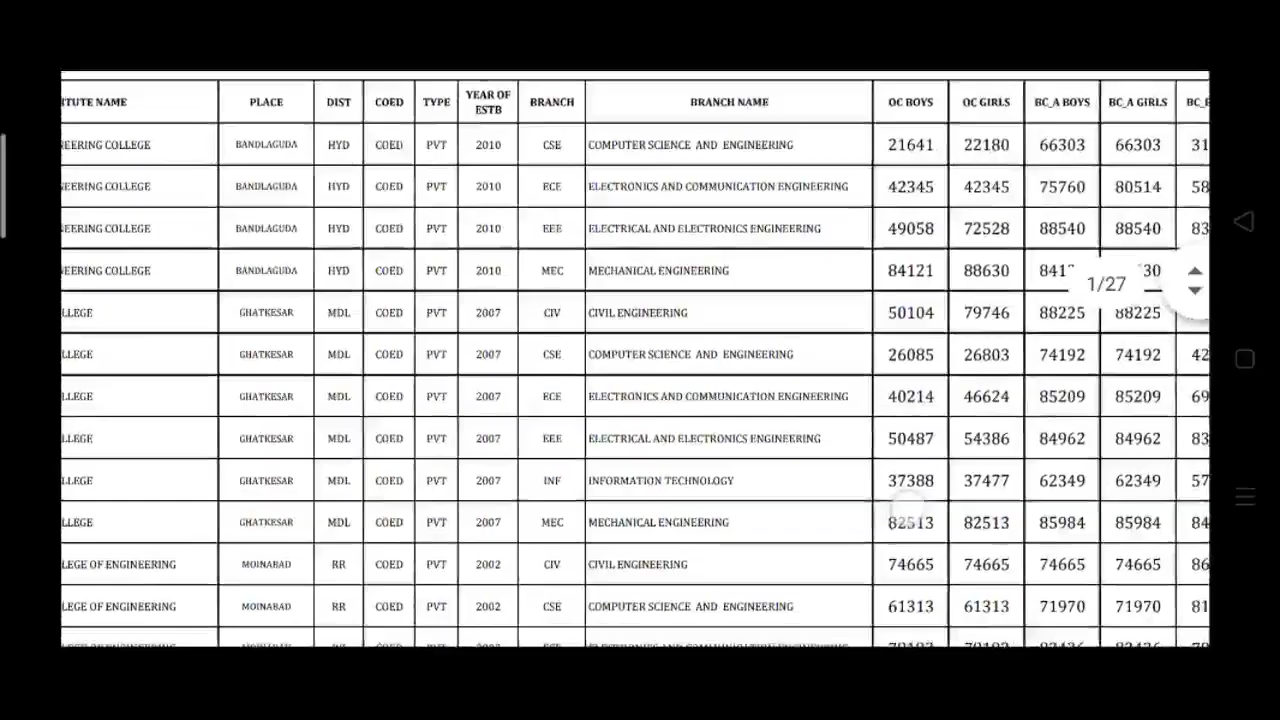 ITUTE NAME PLACE DIST COED TYPE YEAR OF ESTB BRANCH BRANCH NAME OC BOYS OC GIRLS BC_A BOYS BC_A GIRLS
NEERING COLLEGE BANDLAGUDA HYD COED PVT 2010 CSE COMPUTER SCIENCE AND ENGINEERING 21641 22180 66303 66303 31
NEERING COLLEGE BANDLAGUDA HYD COED PVT 2010 ECE ELECTRONICS AND COMMUNICATION ENGINEERING 42345 42345 75760 80514 58
NEERING COLLEGE BANDLAGUDA HYD COED PVT 2010 EEE ELECTRICAL AND ELECTRONICS ENGINEERING 49058 72528 88540 88540 83
NEERING COLLEGE BANDLAGUDA HYD COED PVT 2010 MEC MECHANICAL ENGINEERING 84121 88630
1/27
LLEGE GHATKESAR MDL COED PVT 2007 CIV CIVIL ENGINEERING 50104 79746 88225 88225
LLEGE GHATKESAR MDL COED PVT 2007 CSE COMPUTER SCIENCE AND ENGINEERING 26085 26803 74192 74192 42
LLEGE GHATKESAR MDL COED PVT 2007 ECE ELECTRONICS AND COMMUNICATION ENGINEERING 40214 46624 85209 85209 69
LLEGE GHATKESAR MDL COED PVT 2007 EEE ELECTRICAL AND ELECTRONICS ENGINEERING 50487 54386 84962 84962 83
LLEGE GHATKESAR MDL COED PVT 2007 INF INFORMATION TECHNOLOGY 37388 37477 62349 62349 57
LLEGE GHATKESAR MDL COED PVT 2007 MEC MECHANICAL ENGINEERING 82513 82513 85984 85984 84
LEGE OF ENGINEERING MOINABAD RR COED PVT 2002 CIV CIVIL ENGINEERING 74665 74665 74665 74665 86
LEGE OF ENGINEERING MOINABAD RR COED PVT 2002 CSE COMPUTER SCIENCE AND ENGINEERING 61313 61313 71970 71970 81